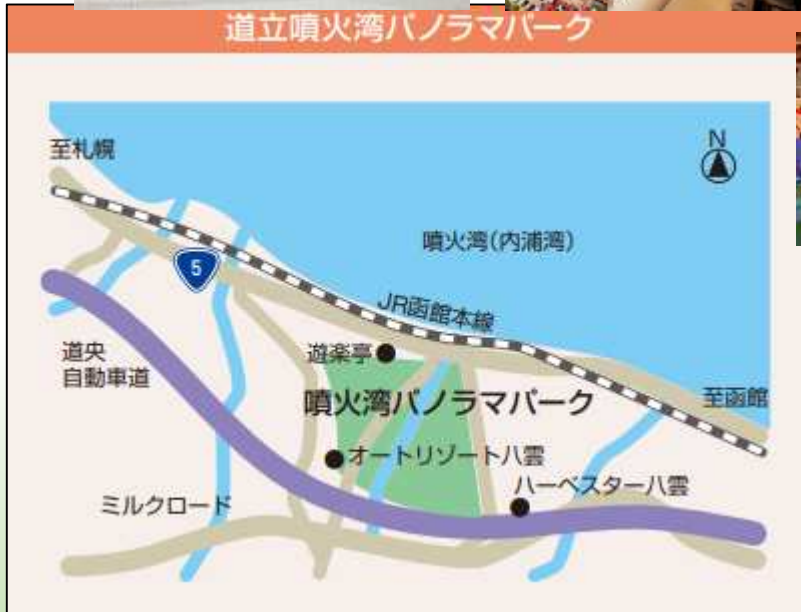 道立噴火湾パノラマパーク
至札幌
N
噴火湾(内浦湾)
5
JR函館本線
道央
自動車道
遊楽亭
噴火湾パノラマパーク
至函館
オートリゾート八雲
ハーベスター八雲
ミルクロード